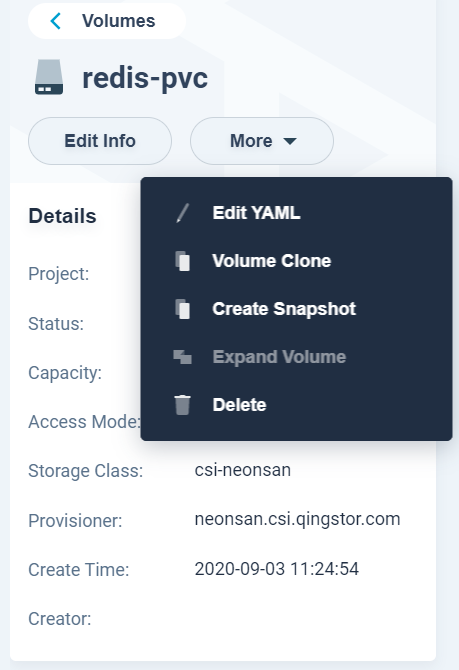 Volumes
redis-pvc
Edit Info
More
Details
Edit YAML
Volume Clone
Create Snapshot
Expand Volume
Delete
Project:
Status:
Capacity:
Access Mode:
Storage Class: csi-neonsan
Provisioner: neonsan.csi.qingstor.com
Create Time: 2020-09-03 11:24:54
Creator: